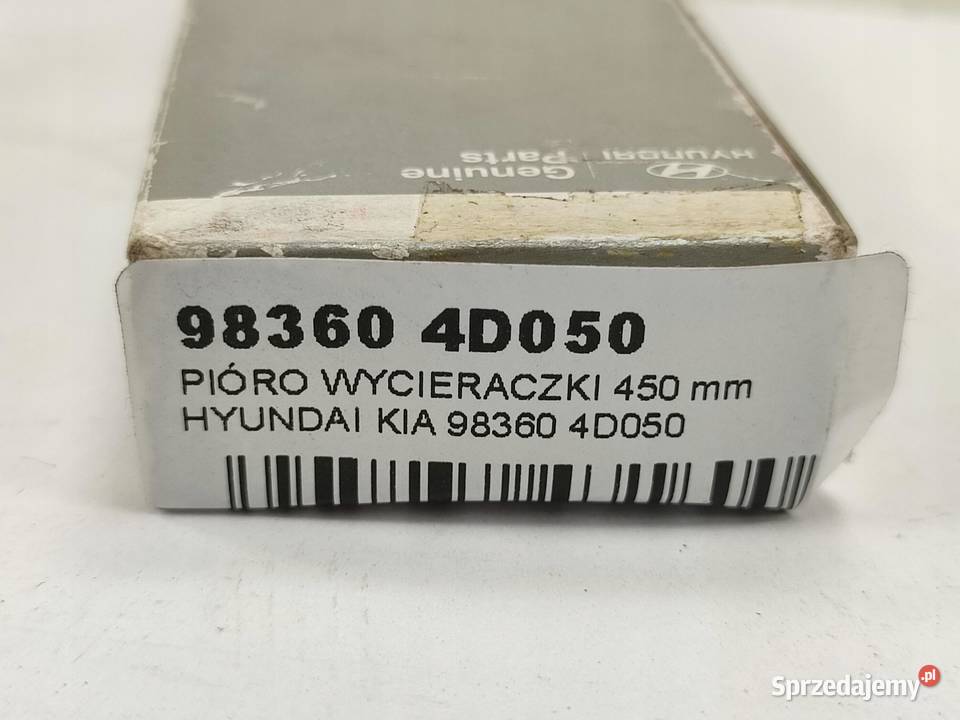 HYUNDAI
Genuine
Parts
98360 4D050
PIÓRO WYCIERACZKI 450 mm
HYUNDAI KIA 98360 4D050
Sprzedajemy.pl